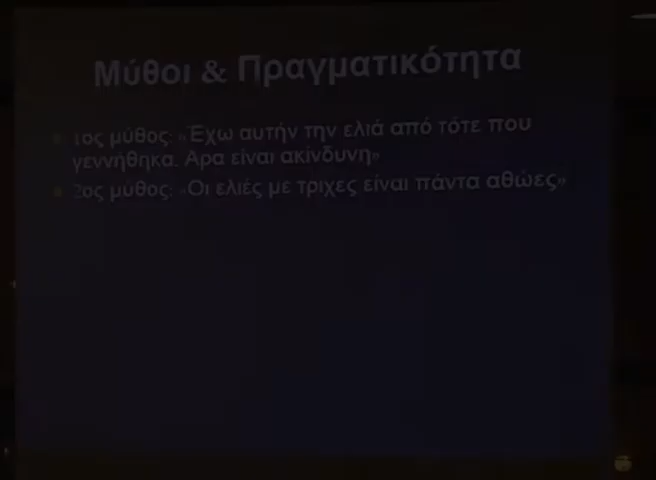 Μύθοι & Πραγματικότητα
1ος μύθος: «Έχω αυτήν την ελιά από τότε που
γεννήθηκα. Άρα είναι ακίνδυνη»
2ος μύθος: «Οι ελιές με τρίχες είναι πάντα αθώες»